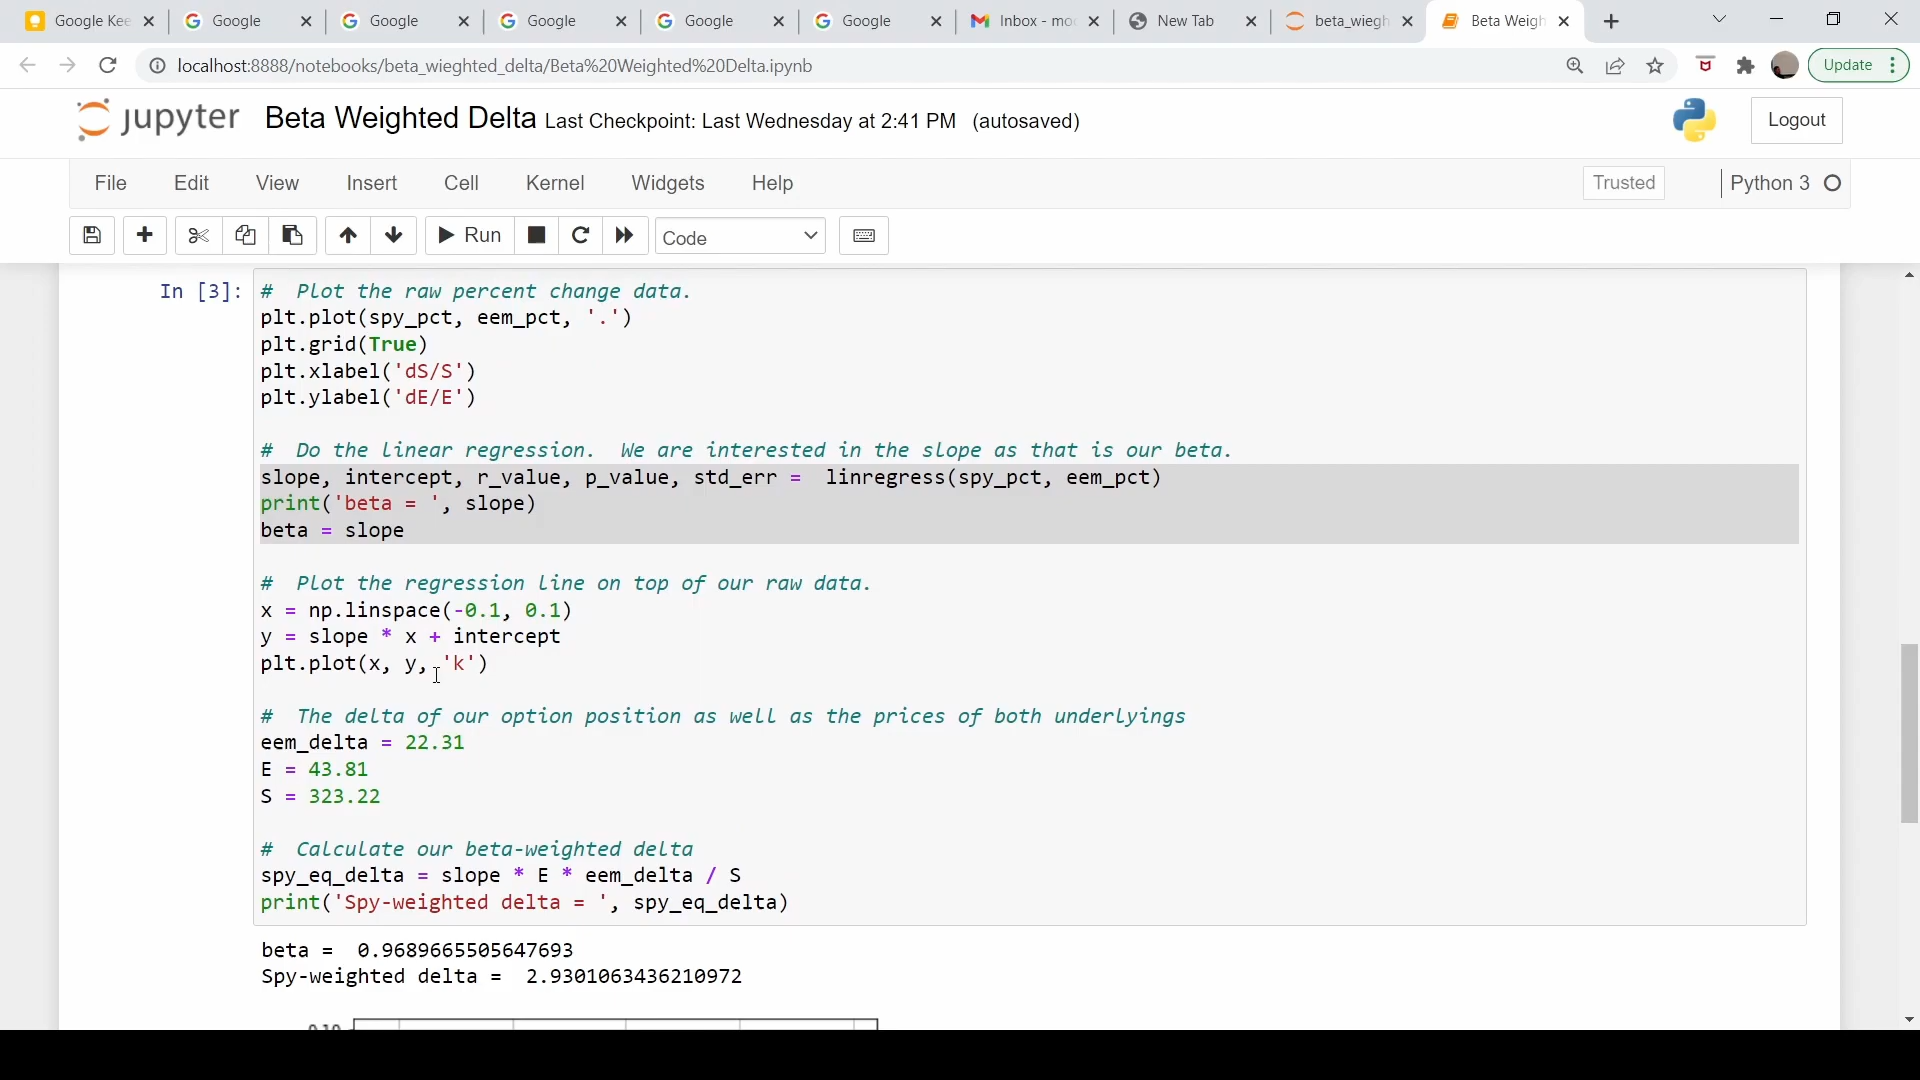 Google Kee
Google
Google
Google
Google
Google
Inbox - mo
New Tab
beta_wiegh
Beta Weigh
localhost:8888/notebooks/beta_wieghted_delta/Beta%20Weighted%20Delta.ipynb
Update
jupyter
Beta Weighted Delta Last Checkpoint: Last Wednesday at 2:41 PM (autosaved)
Logout
File Edit View Insert Cell Kernel Widgets Help
Trusted
Python 3
Run
Code
In [3]:
# Plot the raw percent change data.
plt.plot(spy_pct, eem_pct, '.')
plt.grid(True)
plt.xlabel('dS/S')
plt.ylabel('dE/E')
# Do the linear regression. We are interested in the slope as that is our beta.
slope, intercept, r_value, p_value, std_err = linregress(spy_pct, eem_pct)
print('beta = ', slope)
beta = slope
# Plot the regression line on top of our raw data.
x = np.linspace(-0.1, 0.1)
y = slope * x + intercept
plt.plot(x, y, 'k')
# The delta of our option position as well as the prices of both underlyings
eem_delta = 22.31
E = 43.81
S = 323.22
# Calculate our beta-weighted delta
spy_eq_delta = slope * E * eem_delta / S
print('Spy-weighted delta = ', spy_eq_delta)
beta = 0.9689665505647693
Spy-weighted delta = 2.9301063436210972